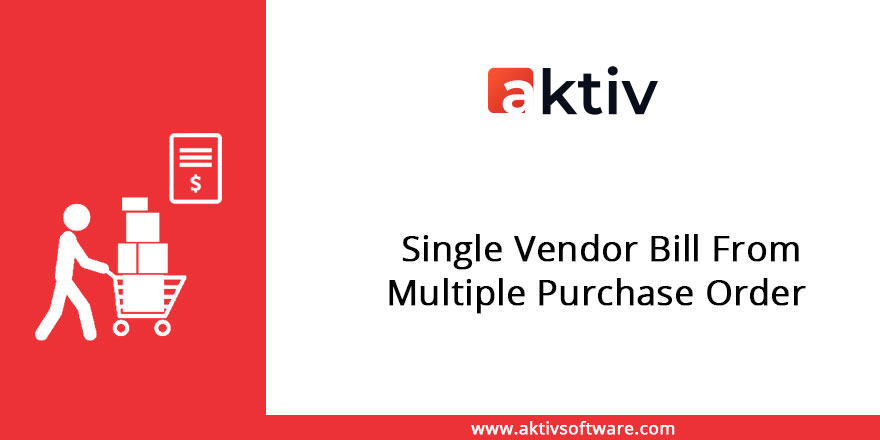 aktiv
$
Single Vendor Bill From
Multiple Purchase Order
www.aktivsoftware.com